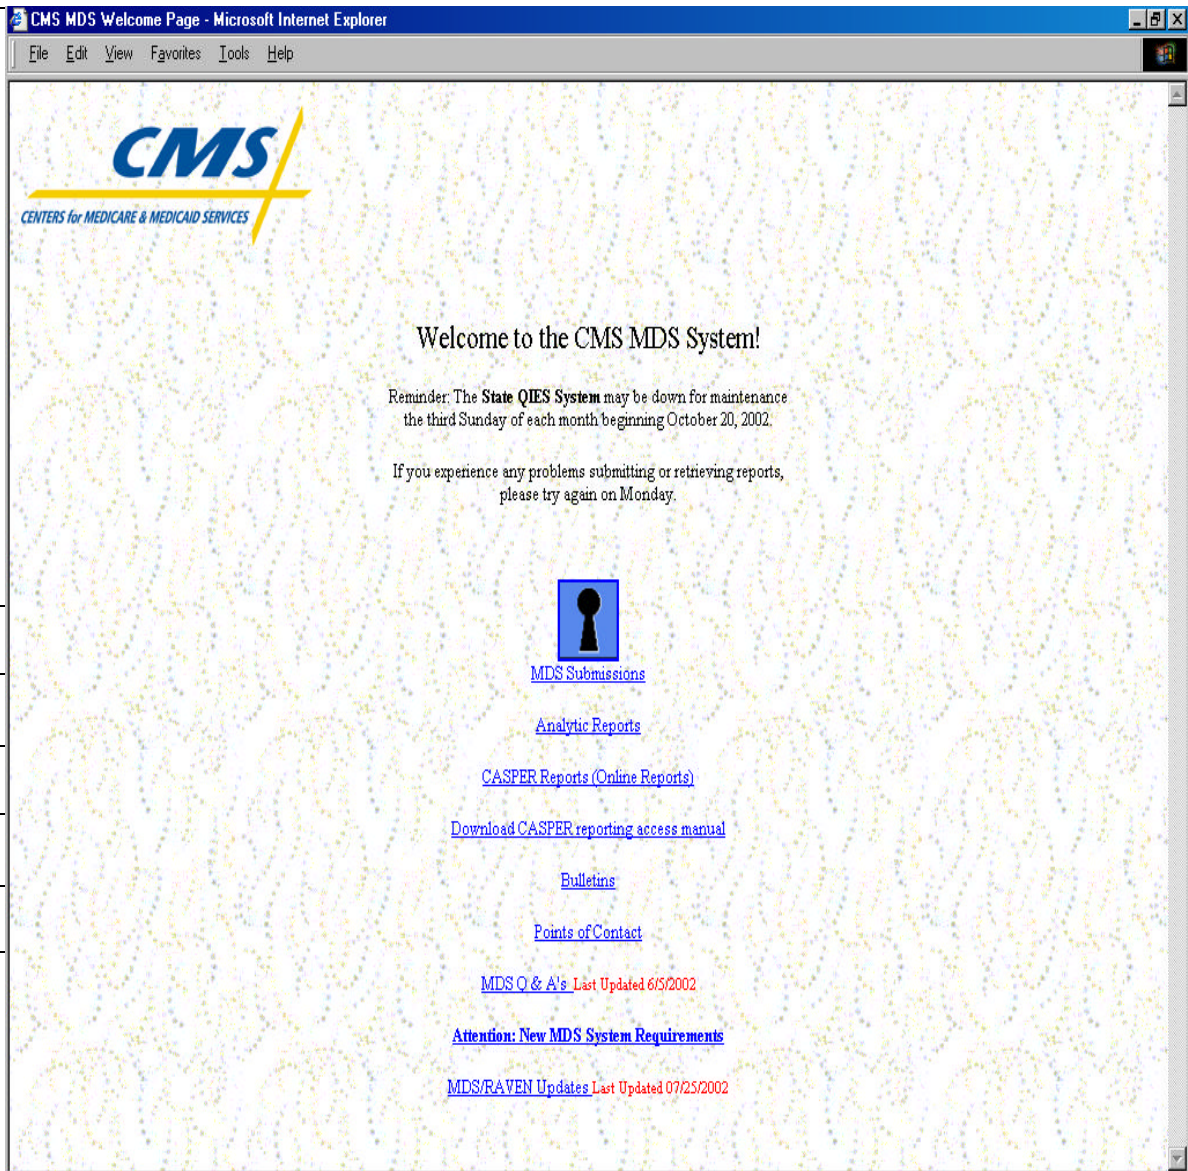 CMS MDS Welcome Page - Microsoft Internet Explorer
File Edit View Favorites Tools Help
CMS
CENTERS for MEDICARE & MEDICAID SERVICES
Welcome to the CMS MDS System!
Reminder: The State QIES System may be down for maintenance
the third Sunday of each month beginning October 20, 2002.
If you experience any problems submitting or retrieving reports,
please try again on Monday.
MDS Submissions
Analytic Reports
CASPER Reports (Online Reports)
Download CASPER reporting access manual
Bulletins
Points of Contact
MDS Q & A's Last Updated 6/5/2002
Attention: New MDS System Requirements
MDS/RAVEN Updates Last Updated 07/25/2002